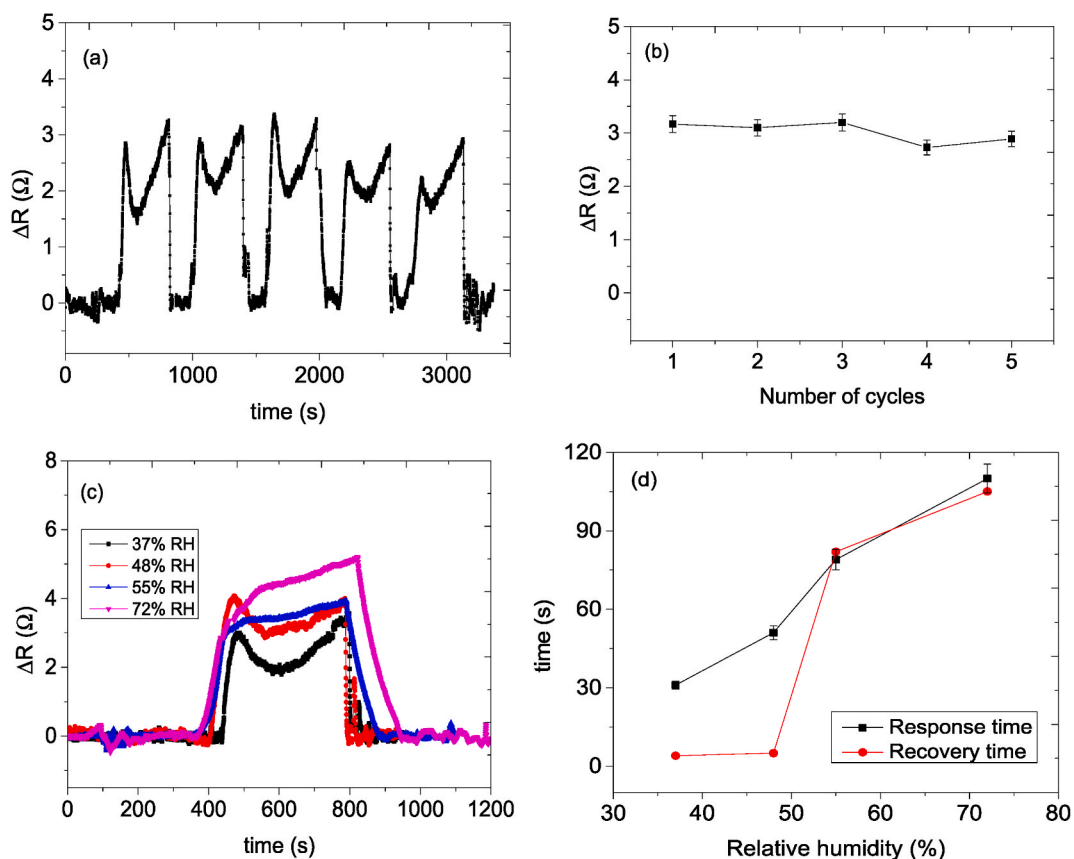 (a)
5
4
3
2
1
0
ΔR (Ω)
0 1000 2000 3000
time (s)
(b)
5
4
3
2
1
0
ΔR (Ω)
1 2 3 4 5
Number of cycles
(c)
8
6
4
2
0
ΔR (Ω)
37% RH
48% RH
55% RH
72% RH
0 200 400 600 800 1000 1200
time (s)
(d)
120
90
60
30
0
time (s)
Response time
Recovery time
30 40 50 60 70 80
Relative humidity (%)